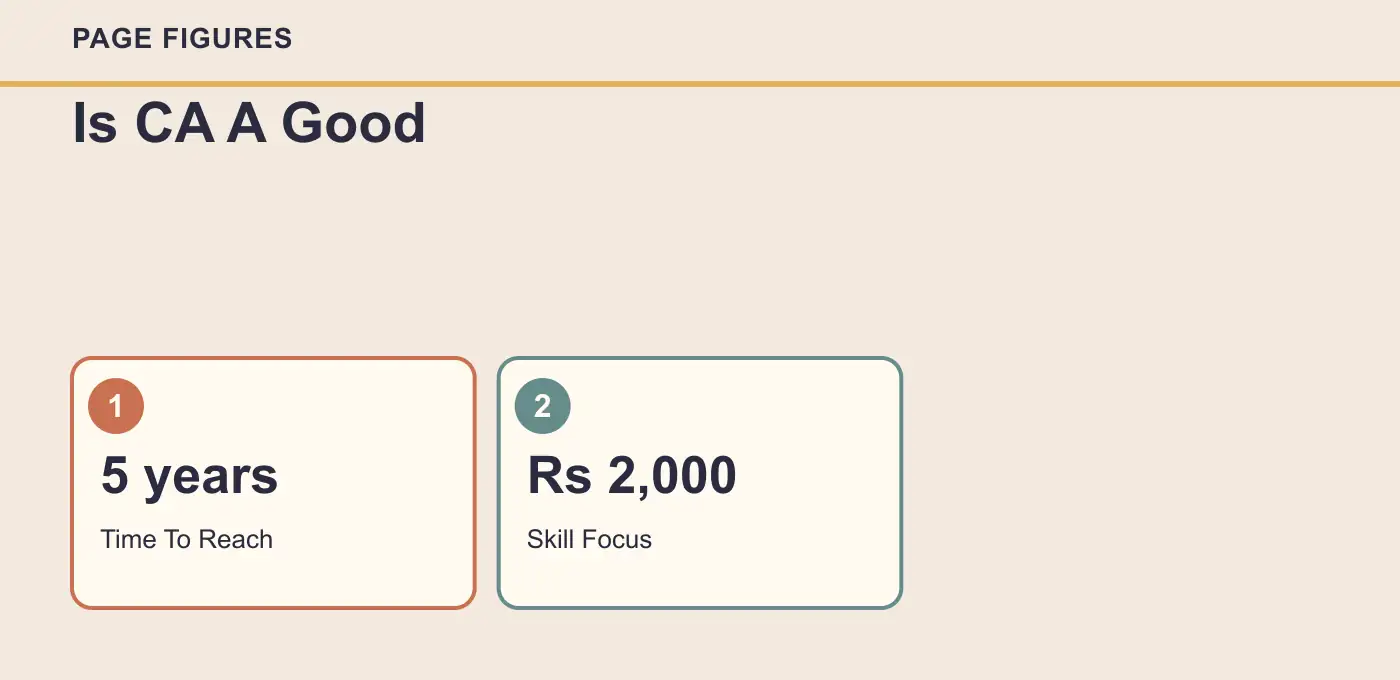 PAGE FIGURES
Is CA A Good
1
5 years
Time To Reach
2
Rs 2,000
Skill Focus